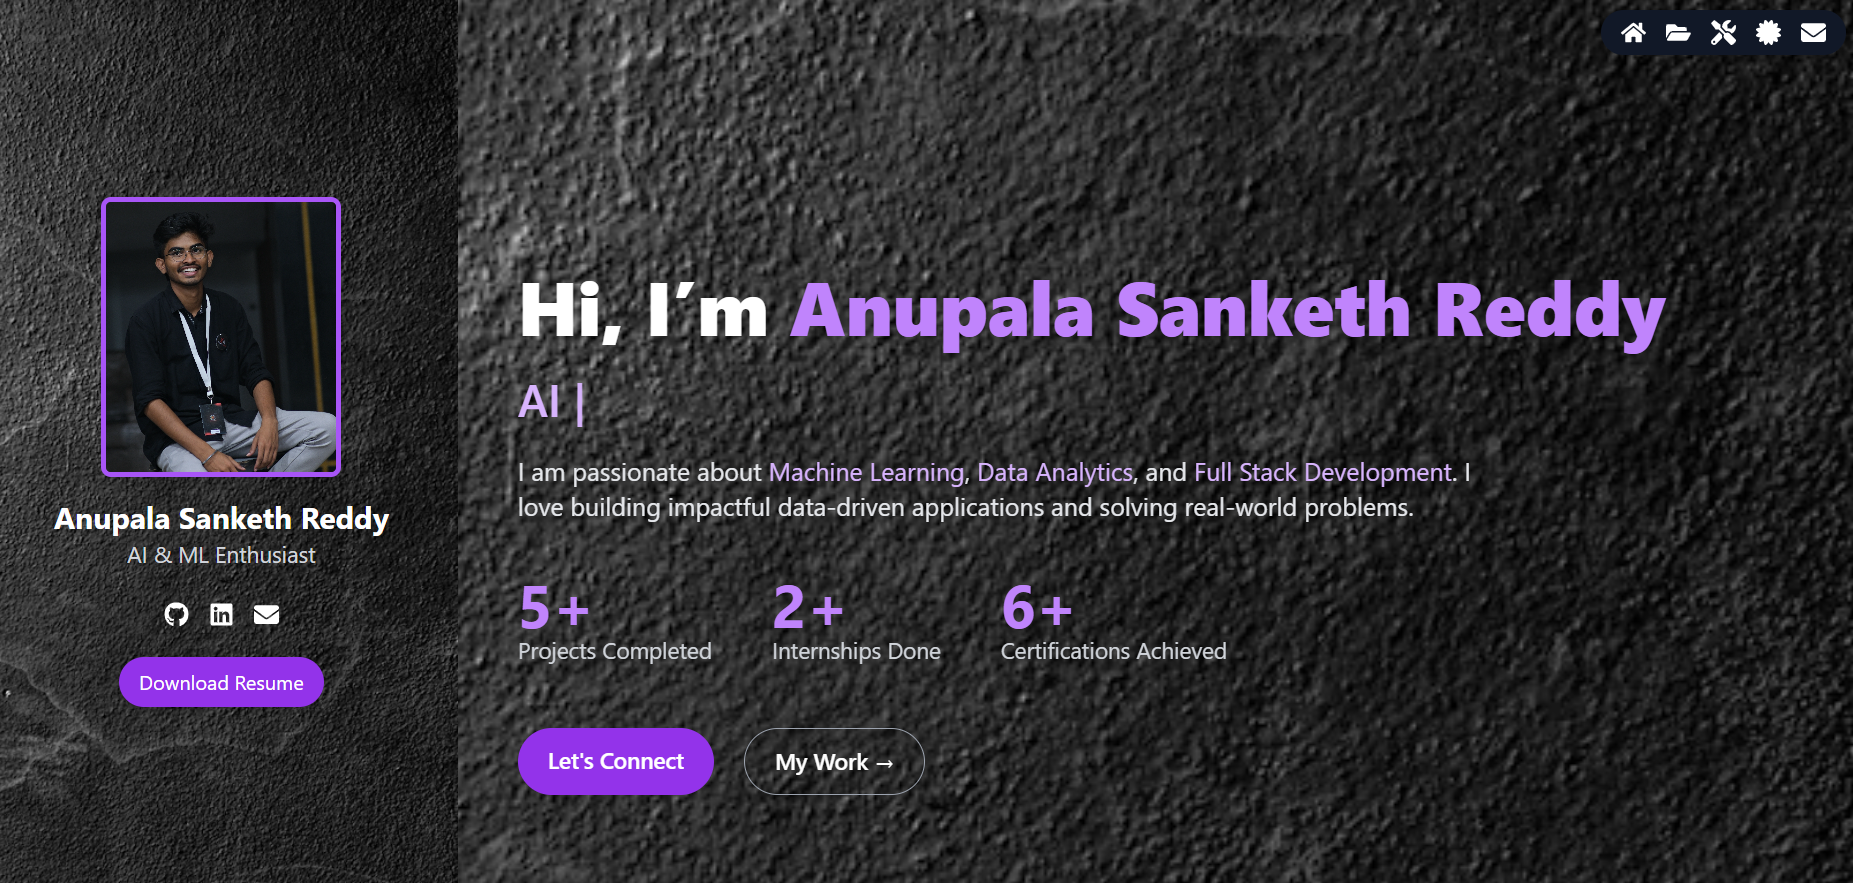 Anupala Sanketh Reddy
AI & ML Enthusiast
Download Resume
Hi, I’m Anupala Sanketh Reddy
AI |
I am passionate about Machine Learning, Data Analytics, and Full Stack Development. I
love building impactful data-driven applications and solving real-world problems.
5+ 2+ 6+
Projects Completed Internships Done Certifications Achieved
Let's Connect My Work →